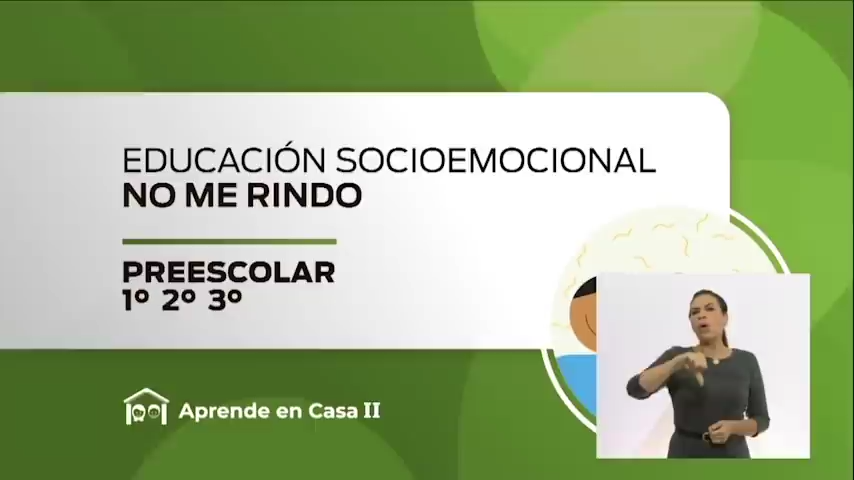 EDUCACIÓN SOCIOEMOCIONAL
NO ME RINDO
PREESCOLAR
1º 2º 3º
Aprende en Casa II